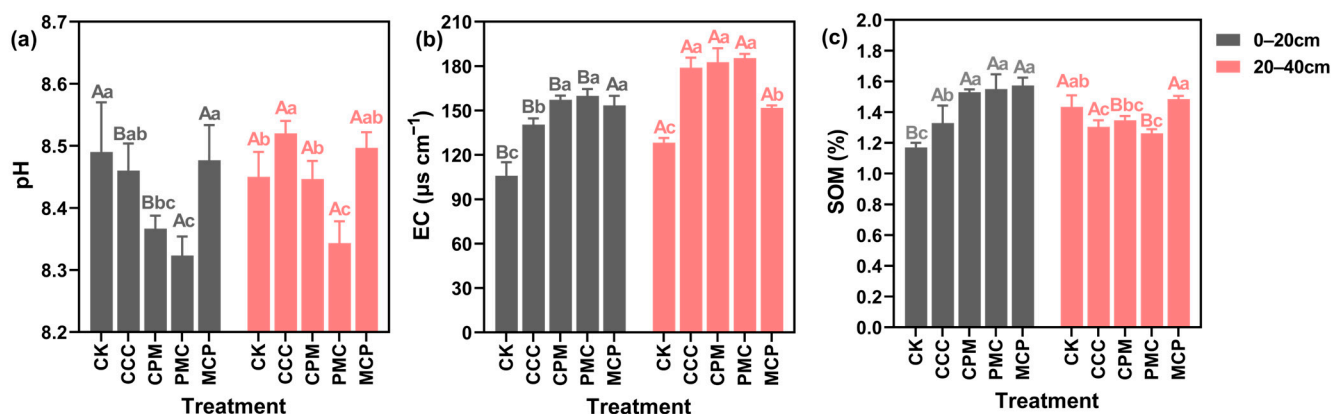 (a)
pH
8.7
8.6
8.5
8.4
8.3
8.2
Aa
Bab
Bbc
Ac
Aa
Ab
Aa
Ab
Ac
Aab
CK
CCC
CPM
PMC
MCP
CK
CCC
CPM
PMC
MCP
Treatment
(b)
EC (μs cm⁻¹)
210
180
150
120
90
60
30
0
Bc
Bb
Ba
Ba
Aa
Ac
Aa
Aa
Aa
Ab
CK
CCC
CPM
PMC
MCP
CK
CCC
CPM
PMC
MCP
Treatment
(c)
SOM (%)
2.0
1.8
1.6
1.4
1.2
1.0
0.8
0.6
0.4
0.2
0.0
Bc
Ab
Aa
Aa
Aa
Aab
Ac
Bbc
Bc
Aa
CK
CCC
CPM
PMC
MCP
CK
CCC
CPM
PMC
MCP
Treatment
0–20cm
20–40cm